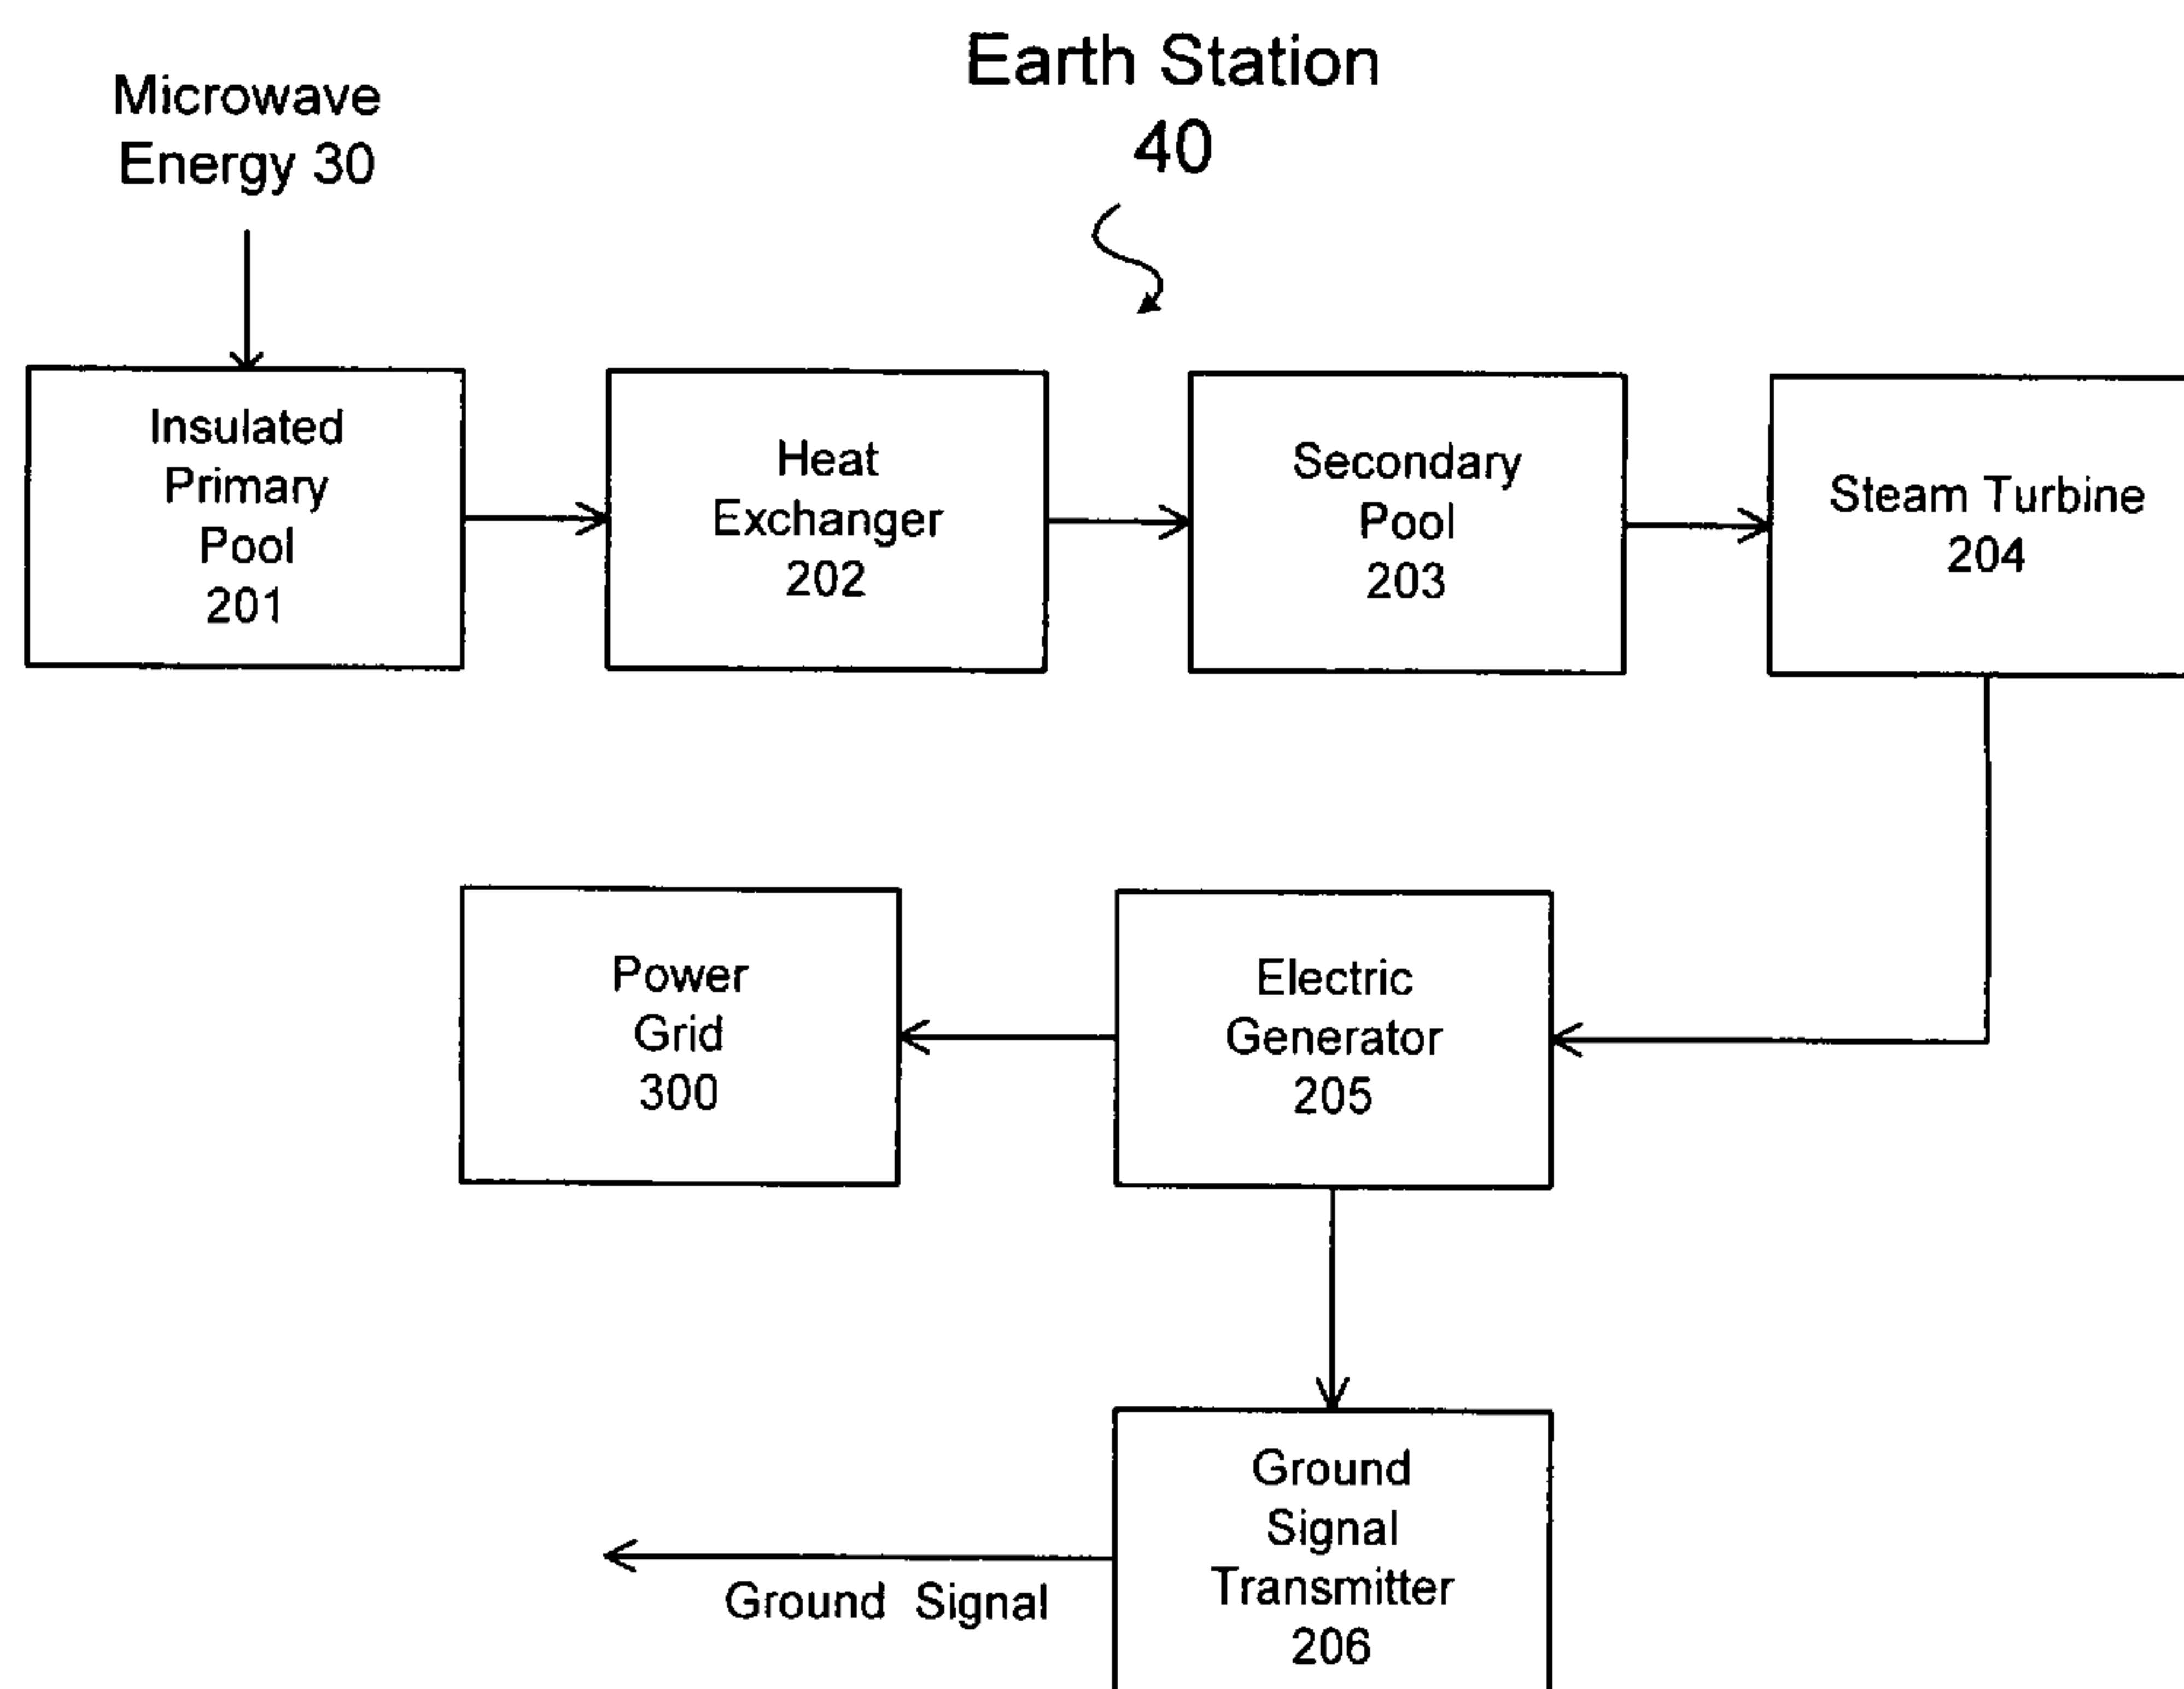 Earth Station
40
Microwave
Energy 30
Insulated
Primary
Pool
201
Heat
Exchanger
202
Secondary
Pool
203
Steam Turbine
204
Power
Grid
300
Electric
Generator
205
Ground
Signal
Transmitter
206
Ground Signal